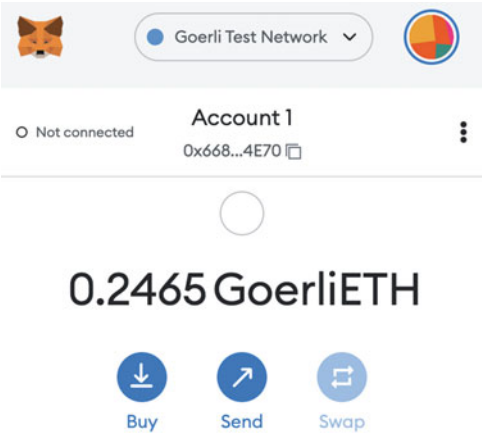 Goerli Test Network
Not connected
Account 1
0x668...4E70
0.2465 GoerliETH
Buy Send Swap